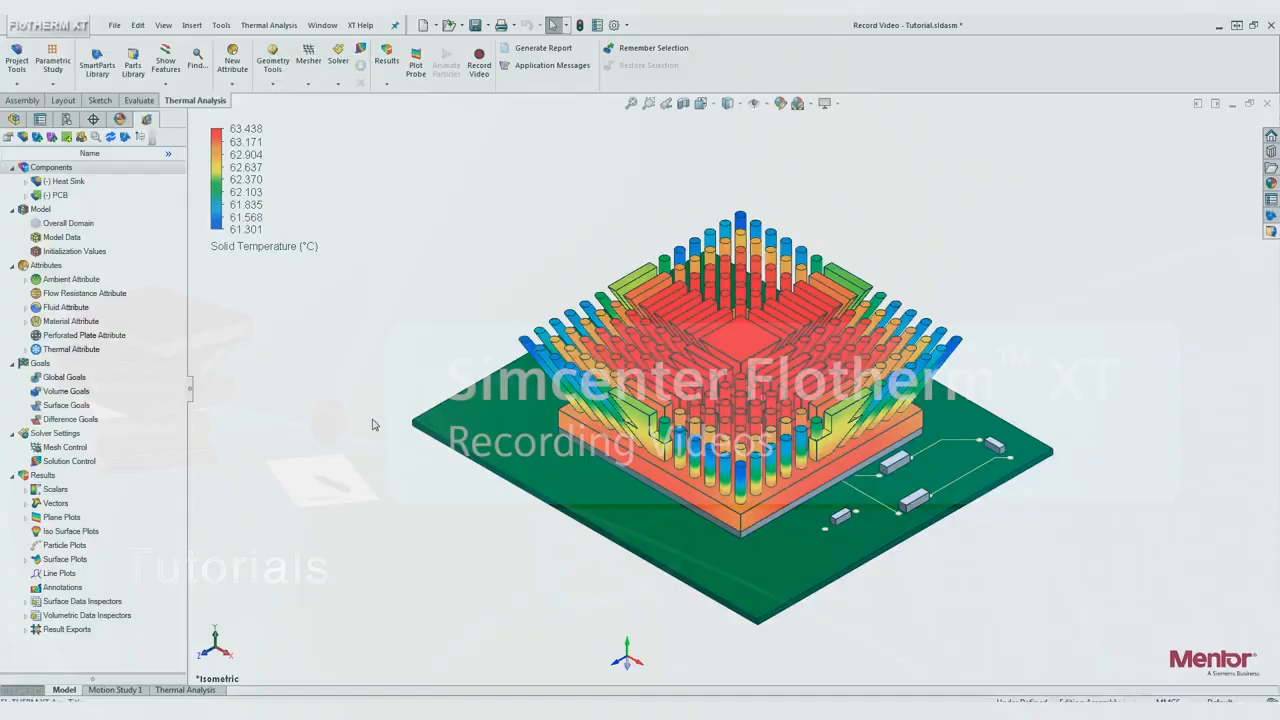 FloTHERM XT File Edit View Insert Tools Thermal Analysis Window XT Help Record Video - Tutorial.sldasm *
Project Tools
Parametric Study
SmartParts Library
Parts Library
Show Features
Find...
New Attribute
Geometry Tools
Mesher
Solver
Results
Plot Probe
Animate Particles
Record Video
Generate Report
Application Messages
Remember Selection
Restore Selection
Assembly Layout Sketch Evaluate Thermal Analysis
Name
Components
(-) Heat Sink
(-) PCB
Model
Overall Domain
Model Data
Initialization Values
Attributes
Ambient Attribute
Flow Resistance Attribute
Fluid Attribute
Material Attribute
Perforated Plate Attribute
Thermal Attribute
Goals
Global Goals
Volume Goals
Surface Goals
Difference Goals
Solver Settings
Mesh Control
Solution Control
Results
Scalars
Vectors
Plane Plots
Iso Surface Plots
Particle Plots
Surface Plots
Line Plots
Annotations
Surface Data Inspectors
Volumetric Data Inspectors
Result Exports
63.438
63.171
62.904
62.637
62.370
62.103
61.835
61.568
61.301
Solid Temperature (°C)
Simcenter Flotherm™ XT
Recording Videos
Tutorials
Y
Z X
*Isometric
Mentor®
A Siemens Business
Model Motion Study 1 Thermal Analysis
Under Defined Editing Assembly MMGS Default